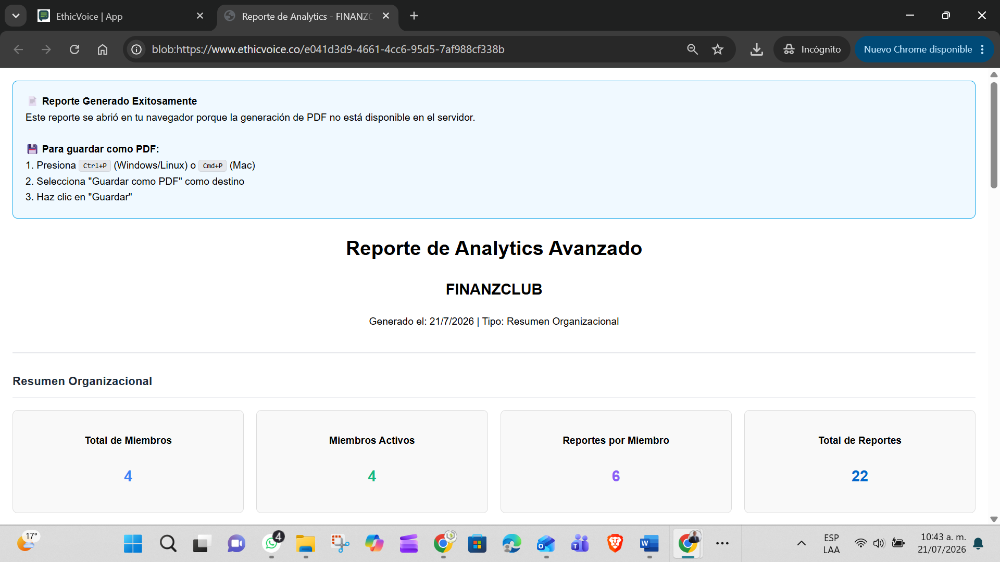 EthicVoice | App
Reporte de Analytics - FINANZC
blob:https://www.ethicvoice.co/e041d3d9-4661-4cc6-95d5-7af988cf338b
Incógnito
Nuevo Chrome disponible
Reporte Generado Exitosamente
Este reporte se abrió en tu navegador porque la generación de PDF no está disponible en el servidor.
Para guardar como PDF:
1. Presiona Ctrl+P (Windows/Linux) o Cmd+P (Mac)
2. Selecciona "Guardar como PDF" como destino
3. Haz clic en "Guardar"
Reporte de Analytics Avanzado
FINANZCLUB
Generado el: 21/7/2026 | Tipo: Resumen Organizacional
Resumen Organizacional
Total de Miembros
4
Miembros Activos
4
Reportes por Miembro
6
Total de Reportes
22
17°
4
ESP
LAA
10:43 a. m.
21/07/2026